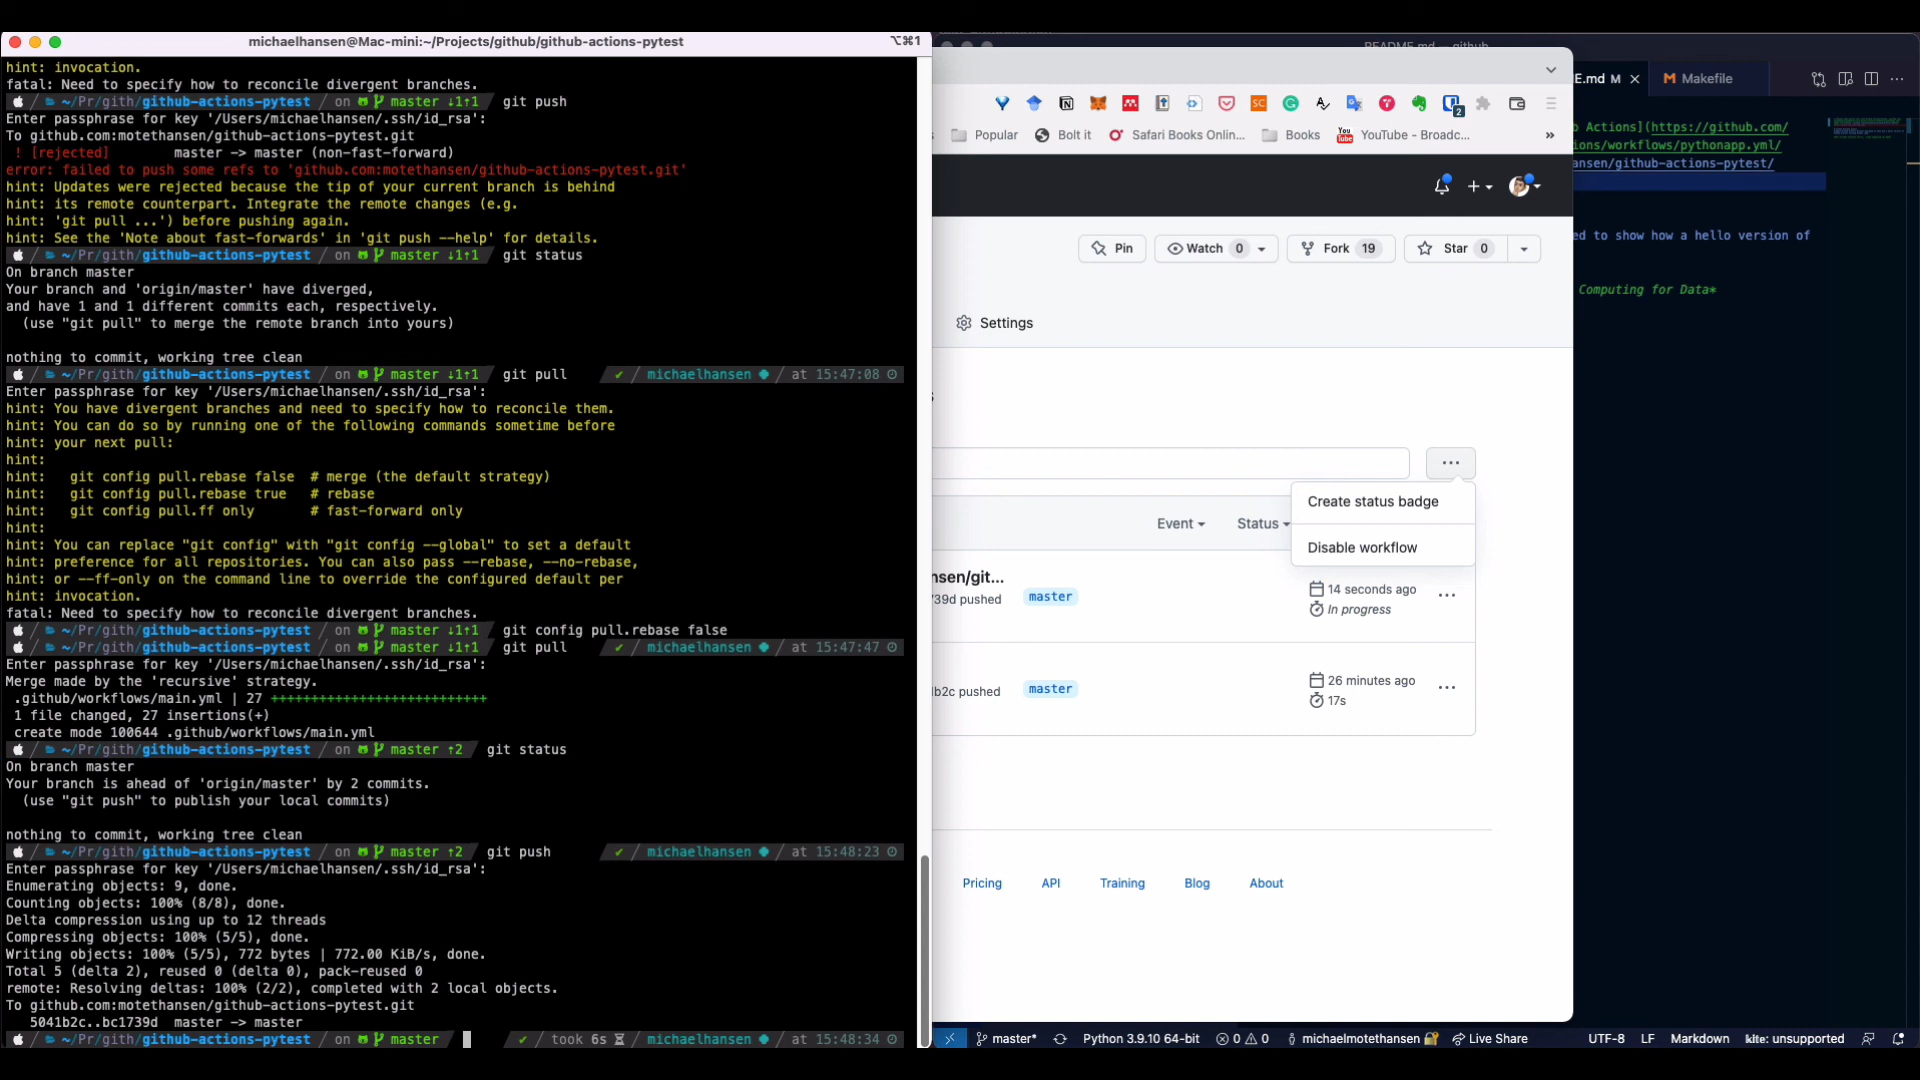 michaelhansen@Mac-mini:~/Projects/github/github-actions-pytest
⌥⌘1
hint: invocation.
fatal: Need to specify how to reconcile divergent branches.
~/Pr/gith/github-actions-pytest / on master ↓1↑1 git push
Enter passphrase for key '/Users/michaelhansen/.ssh/id_rsa':
To github.com:motethansen/github-actions-pytest.git
! [rejected] master -> master (non-fast-forward)
error: failed to push some refs to 'github.com:motethansen/github-actions-pytest.git'
hint: Updates were rejected because the tip of your current branch is behind
hint: its remote counterpart. Integrate the remote changes (e.g.
hint: 'git pull ...') before pushing again.
hint: See the 'Note about fast-forwards' in 'git push --help' for details.
~/Pr/gith/github-actions-pytest / on master ↓1↑1 git status
On branch master
Your branch and 'origin/master' have diverged,
and have 1 and 1 different commits each, respectively.
(use "git pull" to merge the remote branch into yours)
nothing to commit, working tree clean
~/Pr/gith/github-actions-pytest / on master ↓1↑1 git pull ✔ / michaelhansen / at 15:47:08
Enter passphrase for key '/Users/michaelhansen/.ssh/id_rsa':
hint: You have divergent branches and need to specify how to reconcile them.
hint: You can do so by running one of the following commands sometime before
hint: your next pull:
hint:
hint: git config pull.rebase false # merge (the default strategy)
hint: git config pull.rebase true # rebase
hint: git config pull.ff only # fast-forward only
hint:
hint: You can replace "git config" with "git config --global" to set a default
hint: preference for all repositories. You can also pass --rebase, --no-rebase,
hint: or --ff-only on the command line to override the configured default per
hint: invocation.
fatal: Need to specify how to reconcile divergent branches.
~/Pr/gith/github-actions-pytest / on master ↓1↑1 git config pull.rebase false
~/Pr/gith/github-actions-pytest / on master ↓1↑1 git pull ✔ / michaelhansen / at 15:47:47
Enter passphrase for key '/Users/michaelhansen/.ssh/id_rsa':
Merge made by the 'recursive' strategy.
.github/workflows/main.yml | 27 +++++++++++++++++++++++++++
1 file changed, 27 insertions(+)
create mode 100644 .github/workflows/main.yml
~/Pr/gith/github-actions-pytest / on master ↑2 git status
On branch master
Your branch is ahead of 'origin/master' by 2 commits.
(use "git push" to publish your local commits)
nothing to commit, working tree clean
~/Pr/gith/github-actions-pytest / on master ↑2 git push ✔ / michaelhansen / at 15:48:23
Enter passphrase for key '/Users/michaelhansen/.ssh/id_rsa':
Enumerating objects: 9, done.
Counting objects: 100% (8/8), done.
Delta compression using up to 12 threads
Compressing objects: 100% (5/5), done.
Writing objects: 100% (5/5), 772 bytes | 772.00 KiB/s, done.
Total 5 (delta 2), reused 0 (delta 0), pack-reused 0
remote: Resolving deltas: 100% (2/2), completed with 2 local objects.
To github.com:motethansen/github-actions-pytest.git
5041b2c..bc1739d master -> master
~/Pr/gith/github-actions-pytest / on master ✔ / took 6s / michaelhansen / at 15:48:34
Popular
Bolt it
Safari Books Onlin...
Books
YouTube - Broadc...
»
Pin
Watch 0
Fork 19
Star 0
Settings
s
...
Create status badge
Disable workflow
Event
Status
nsen/git...
739d pushed
master
14 seconds ago
In progress
1b2c pushed
master
26 minutes ago
17s
Pricing
API
Training
Blog
About
README.md — github
E.md M
Makefile
b Actions](https://github.com/
ions/workflows/pythonapp.yml/
ansen/github-actions-pytest/
ed to show how a hello version of
Computing for Data*
master*
Python 3.9.10 64-bit
0 0
michaelmotethansen
Live Share
UTF-8
LF
Markdown
kite: unsupported